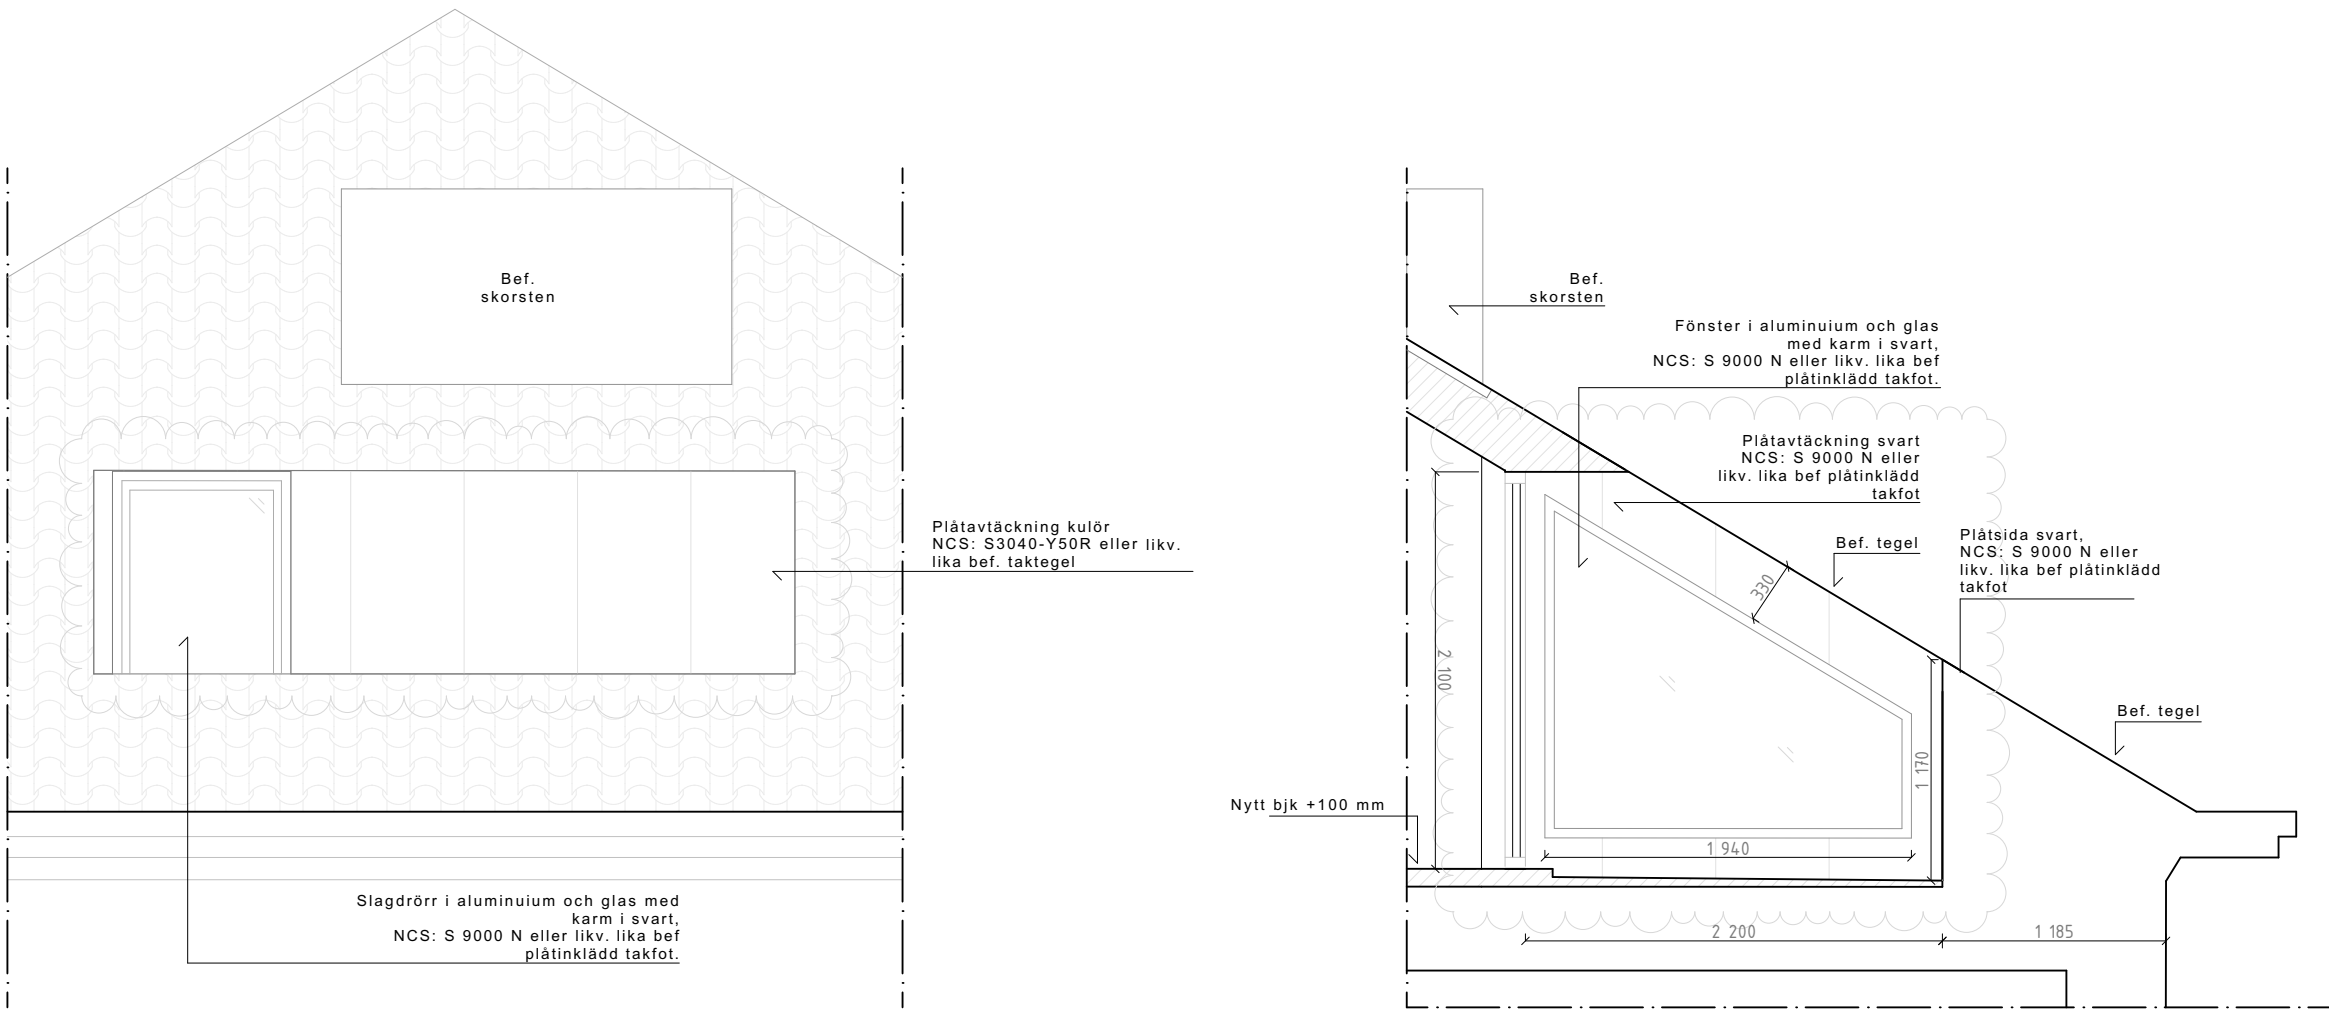 Bef.
skorsten
Plåtavtäckning kulör
NCS: S3040-Y50R eller likv.
lika bef. taktegel
Slagdrörr i aluminuium och glas med
karm i svart,
NCS: S 9000 N eller likv. lika bef
plåtinklädd takfot.
Bef.
skorsten
Fönster i aluminuium och glas
med karm i svart,
NCS: S 9000 N eller likv. lika bef
plåtinklädd takfot.
Plåtavtäckning svart
NCS: S 9000 N eller
likv. lika bef plåtinklädd
takfot
Bef. tegel
Plåtsida svart,
NCS: S 9000 N eller
likv. lika bef plåtinklädd
takfot
330
2 100
Bef. tegel
1 170
Nytt bjk +100 mm
1 940
2 200
1 185